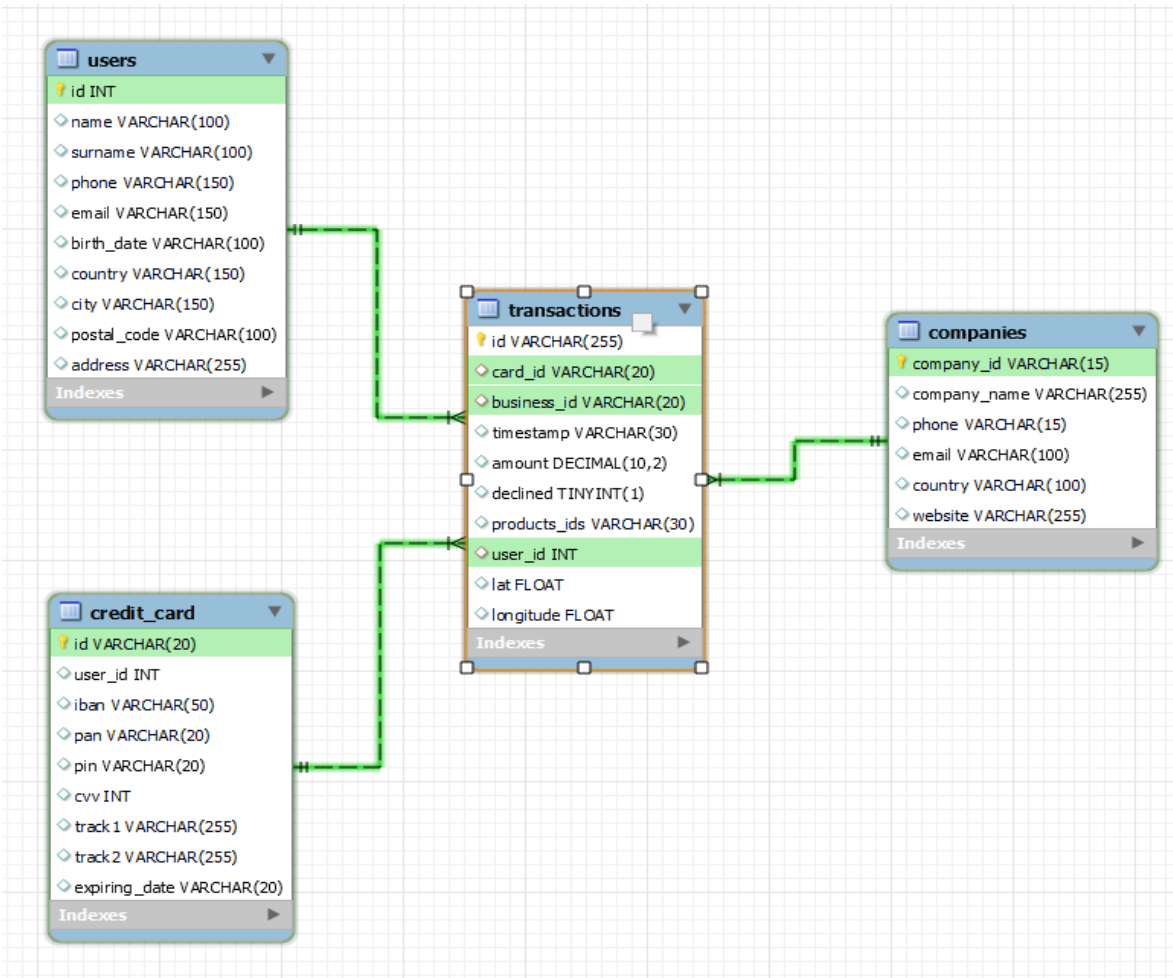 users
id INT
name VARCHAR(100)
surname VARCHAR(100)
phone VARCHAR(150)
email VARCHAR(150)
birth_date VARCHAR(100)
country VARCHAR(150)
city VARCHAR(150)
postal_code VARCHAR(100)
address VARCHAR(255)
Indexes
transactions
id VARCHAR(255)
card_id VARCHAR(20)
business_id VARCHAR(20)
timestamp VARCHAR(30)
amount DECIMAL(10,2)
declined TINYINT(1)
products_ids VARCHAR(30)
user_id INT
lat FLOAT
longitude FLOAT
Indexes
companies
company_id VARCHAR(15)
company_name VARCHAR(255)
phone VARCHAR(15)
email VARCHAR(100)
country VARCHAR(100)
website VARCHAR(255)
Indexes
credit_card
id VARCHAR(20)
user_id INT
iban VARCHAR(50)
pan VARCHAR(20)
pin VARCHAR(20)
cvv INT
track1 VARCHAR(255)
track2 VARCHAR(255)
expiring_date VARCHAR(20)
Indexes